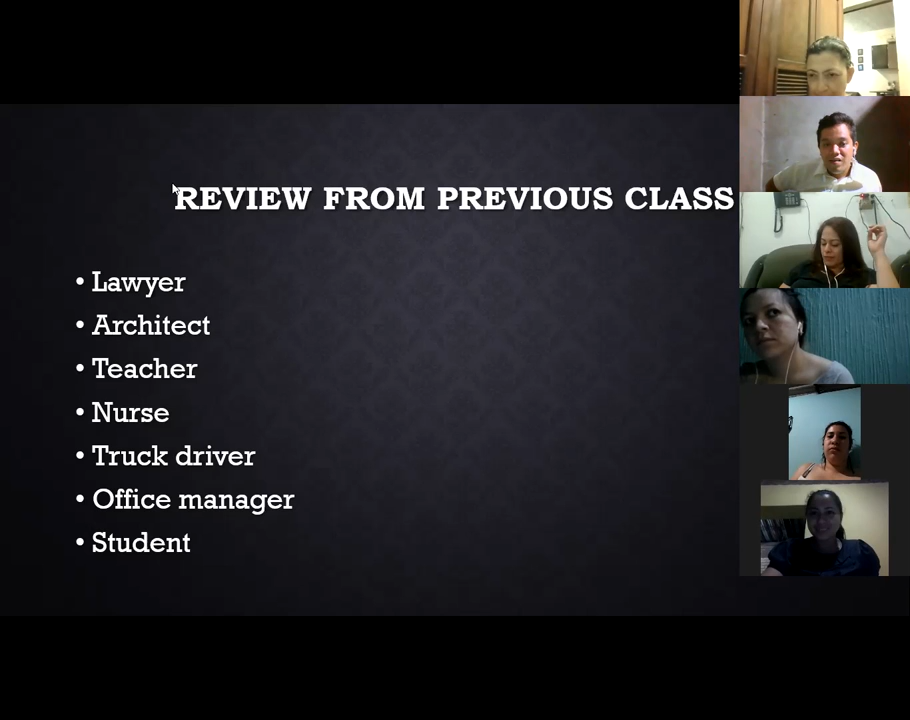 REVIEW FROM PREVIOUS CLASS
• Lawyer
• Architect
• Teacher
• Nurse
• Truck driver
• Office manager
• Student